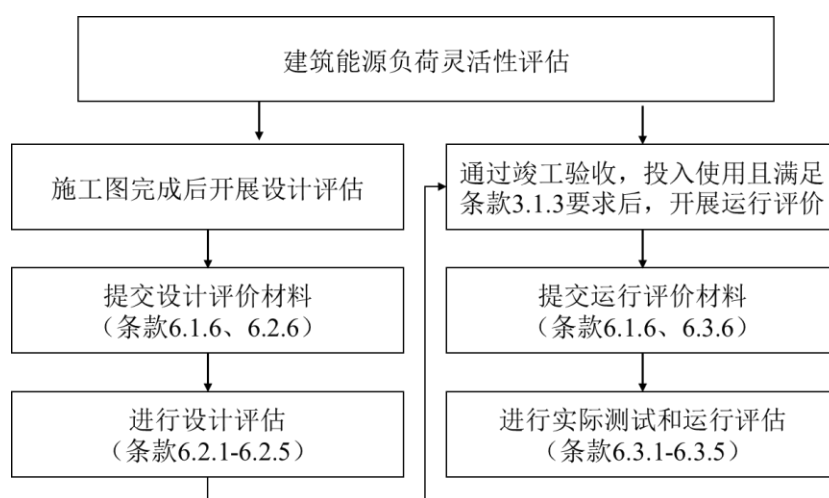 建筑能源负荷灵活性评估
施工图完成后开展设计评估
提交设计评价材料
（条款6.1.6、6.2.6）
进行设计评估
（条款6.2.1-6.2.5）
通过竣工验收，投入使用且满足
条款3.1.3要求后，开展运行评价
提交运行评价材料
（条款6.1.6、6.3.6）
进行实际测试和运行评估
（条款6.3.1-6.3.5）